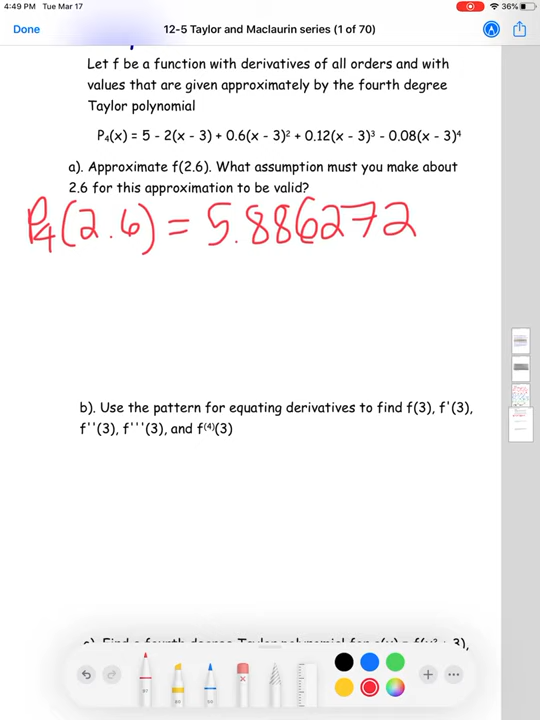 4:49 PM Tue Mar 17
36%
Done
12-5 Taylor and Maclaurin series (1 of 70)
Let f be a function with derivatives of all orders and with
values that are given approximately by the fourth degree
Taylor polynomial
P₄(x) = 5 - 2(x - 3) + 0.6(x - 3)² + 0.12(x - 3)³ - 0.08(x - 3)⁴
a). Approximate f(2.6). What assumption must you make about
2.6 for this approximation to be valid?
P₄(2.6) = 5.886272
b). Use the pattern for equating derivatives to find f(3), f'(3),
f''(3), f'''(3), and f⁽⁴⁾(3)